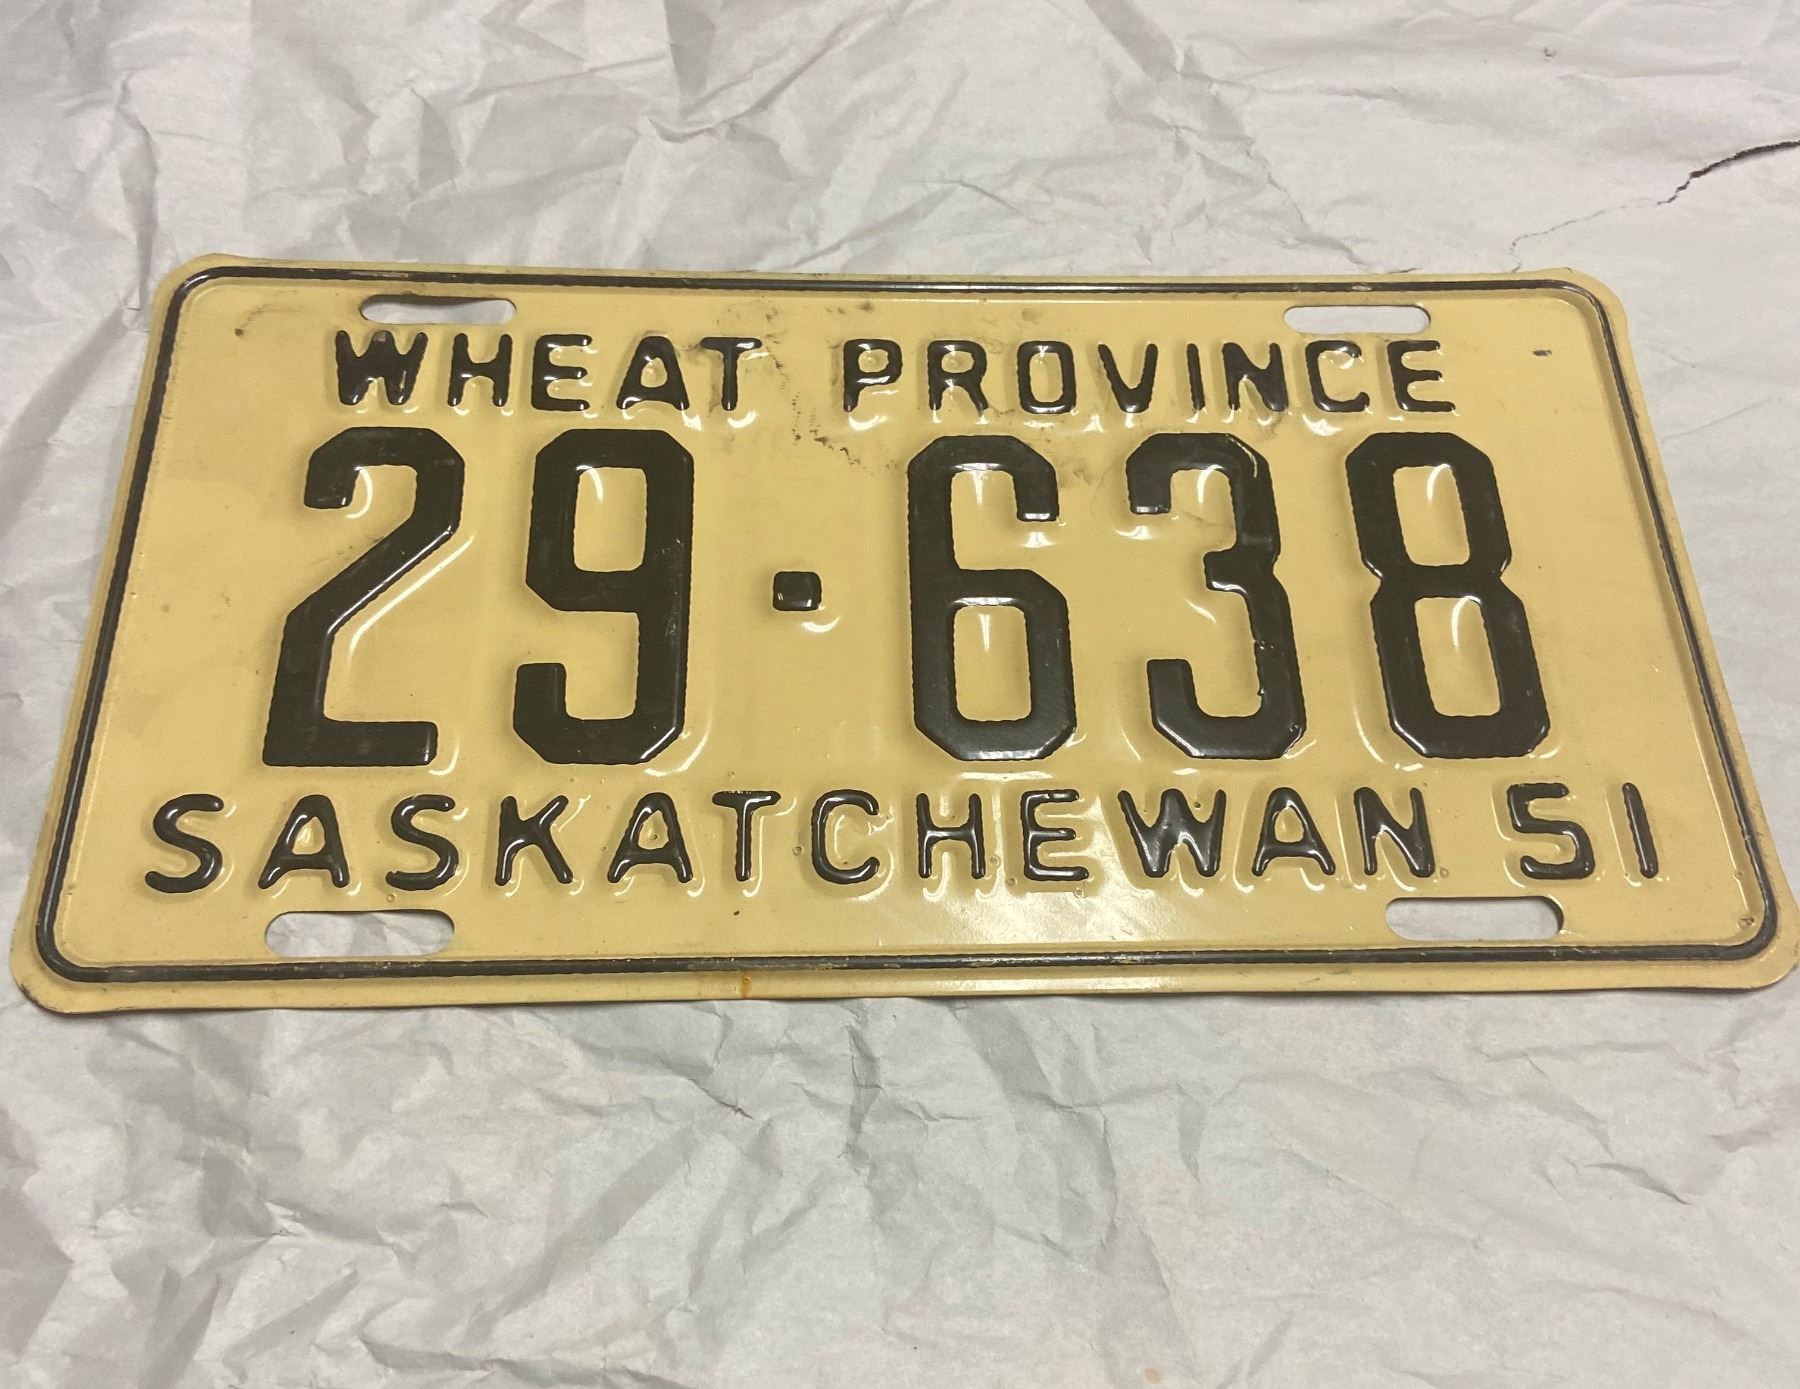 WHEAT PROVINCE
29·638
SASKATCHEWAN 51